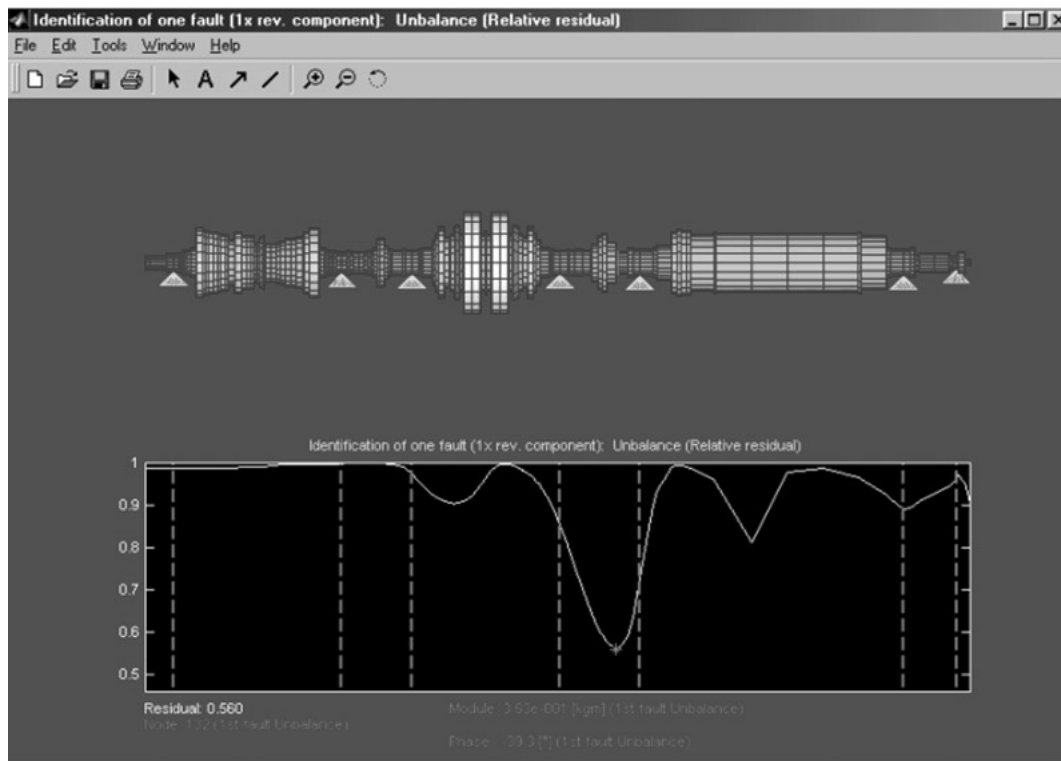 Identification of one fault (1x rev. component):  Unbalance (Relative residual)
File Edit Tools Window Help
A
Identification of one fault (1x rev. component):  Unbalance (Relative residual)
1
0.9
0.8
0.7
0.6
0.5
Residual: 0.560
Module: 3.63e-001 [kgm] (1st fault Unbalance)
Node: 132 (1st fault Unbalance)
Phase: -39.3 [°] (1st fault Unbalance)